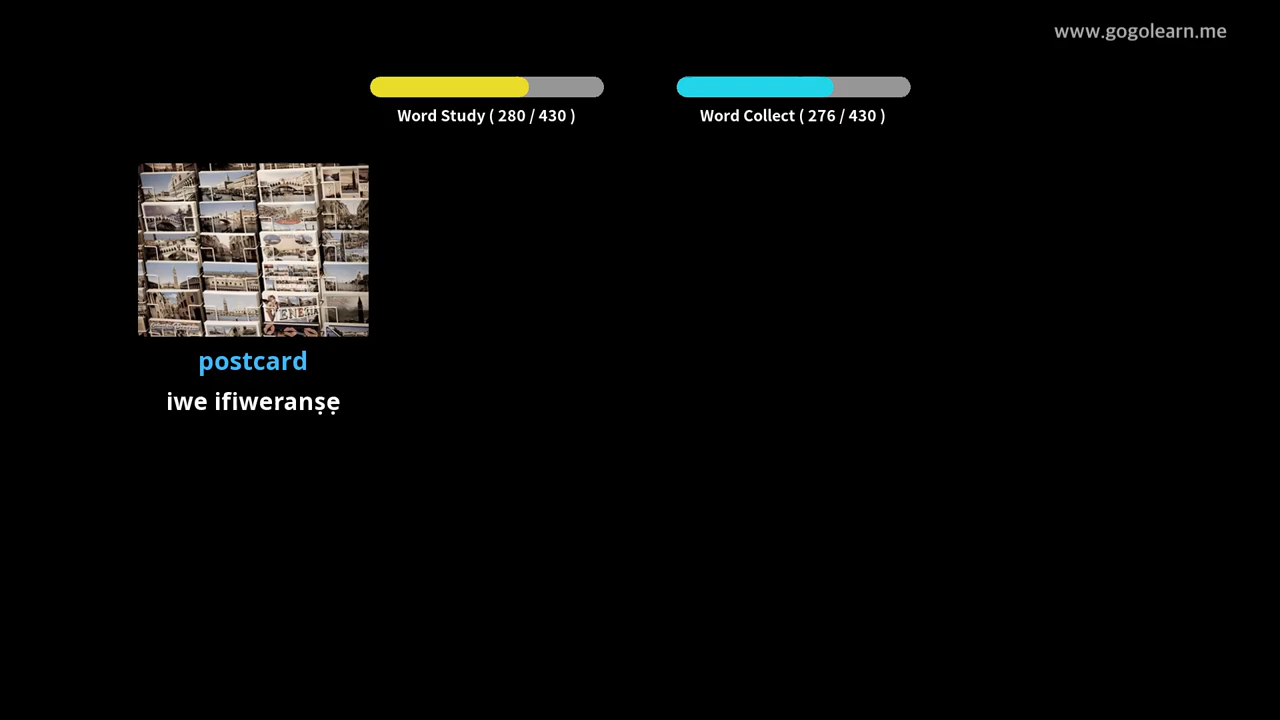 www.gogolearn.me
Word Study ( 280 / 430 )
Word Collect ( 276 / 430 )
postcard
iwe ifiweranṣẹ